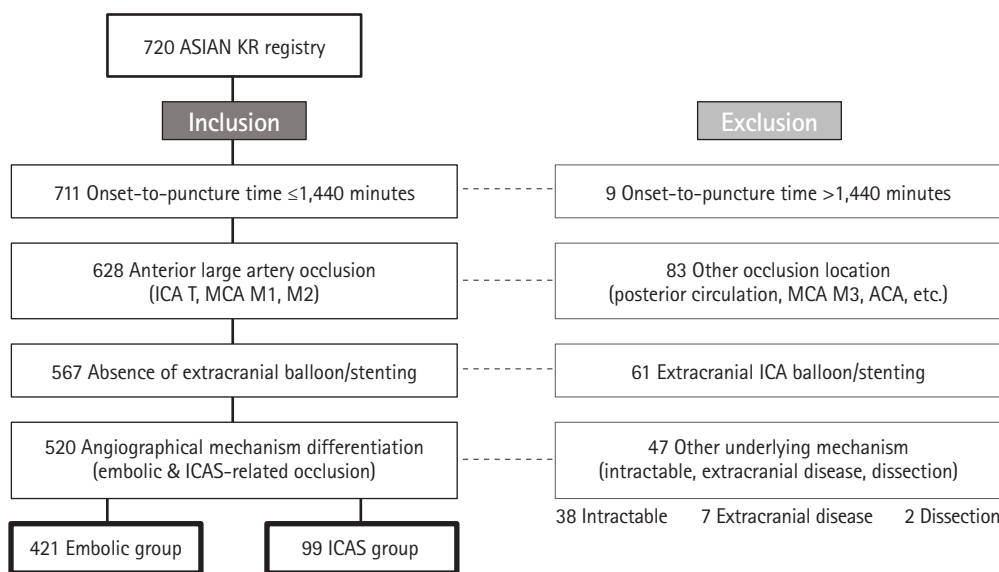 720 ASIAN KR registry
Inclusion
Exclusion
711 Onset-to-puncture time ≤1,440 minutes
9 Onset-to-puncture time >1,440 minutes
628 Anterior large artery occlusion
(ICA T, MCA M1, M2)
83 Other occlusion location
(posterior circulation, MCA M3, ACA, etc.)
567 Absence of extracranial balloon/stenting
61 Extracranial ICA balloon/stenting
520 Angiographical mechanism differentiation
(embolic & ICAS-related occlusion)
47 Other underlying mechanism
(intractable, extracranial disease, dissection)
38 Intractable 7 Extracranial disease 2 Dissection
421 Embolic group
99 ICAS group